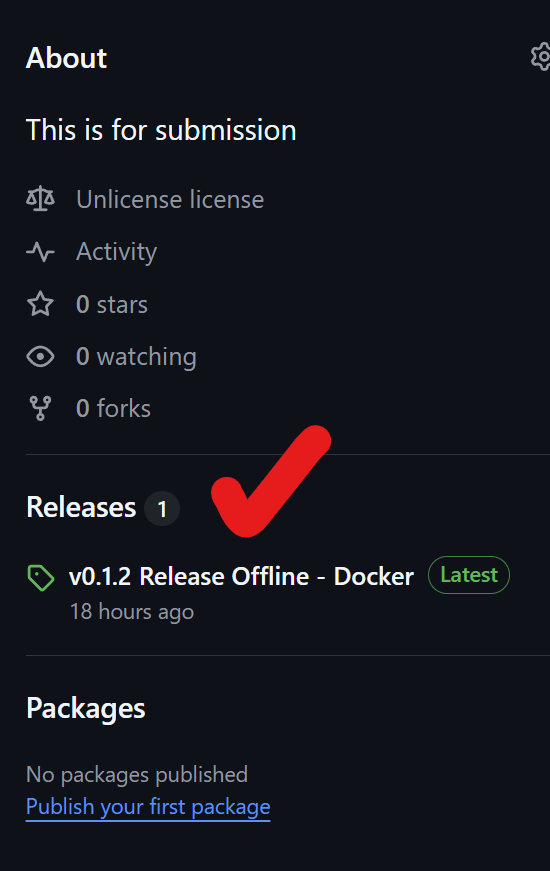 About
This is for submission
Unlicense license
Activity
0 stars
0 watching
0 forks
Releases 1
v0.1.2 Release Offline - Docker Latest
18 hours ago
Packages
No packages published
Publish your first package